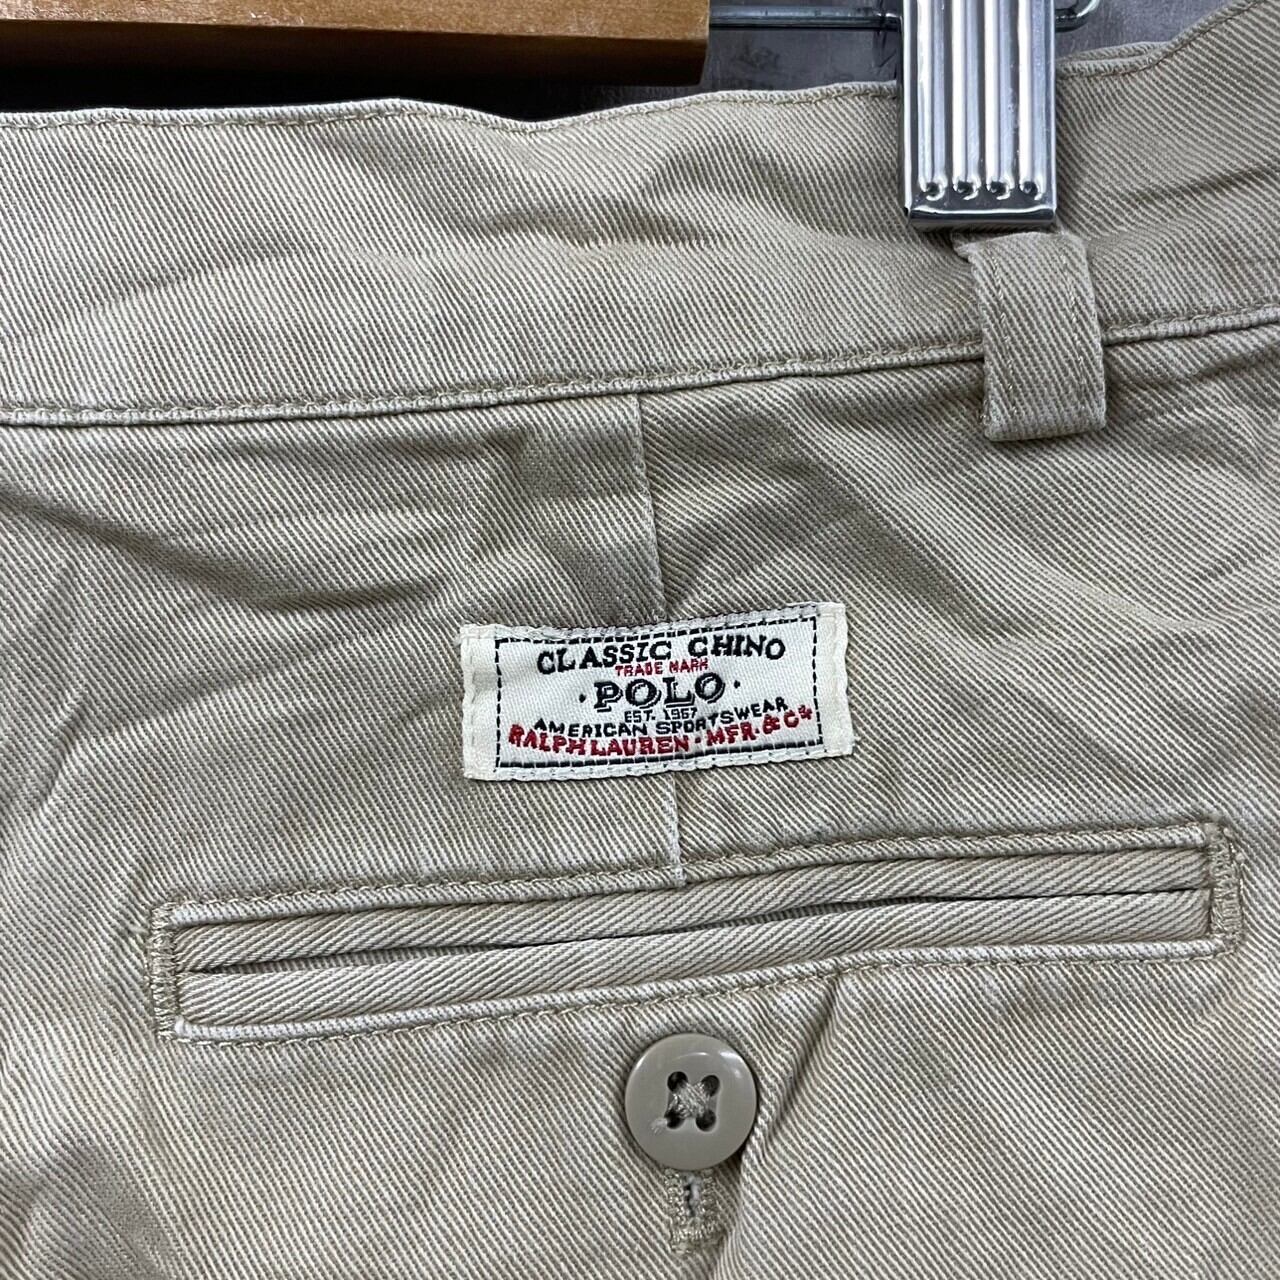 CLASSIC CHINO
TRADE MARK
·POLO·
EST. 1967
AMERICAN SPORTSWEAR
RALPH LAUREN · MFR. & Cº